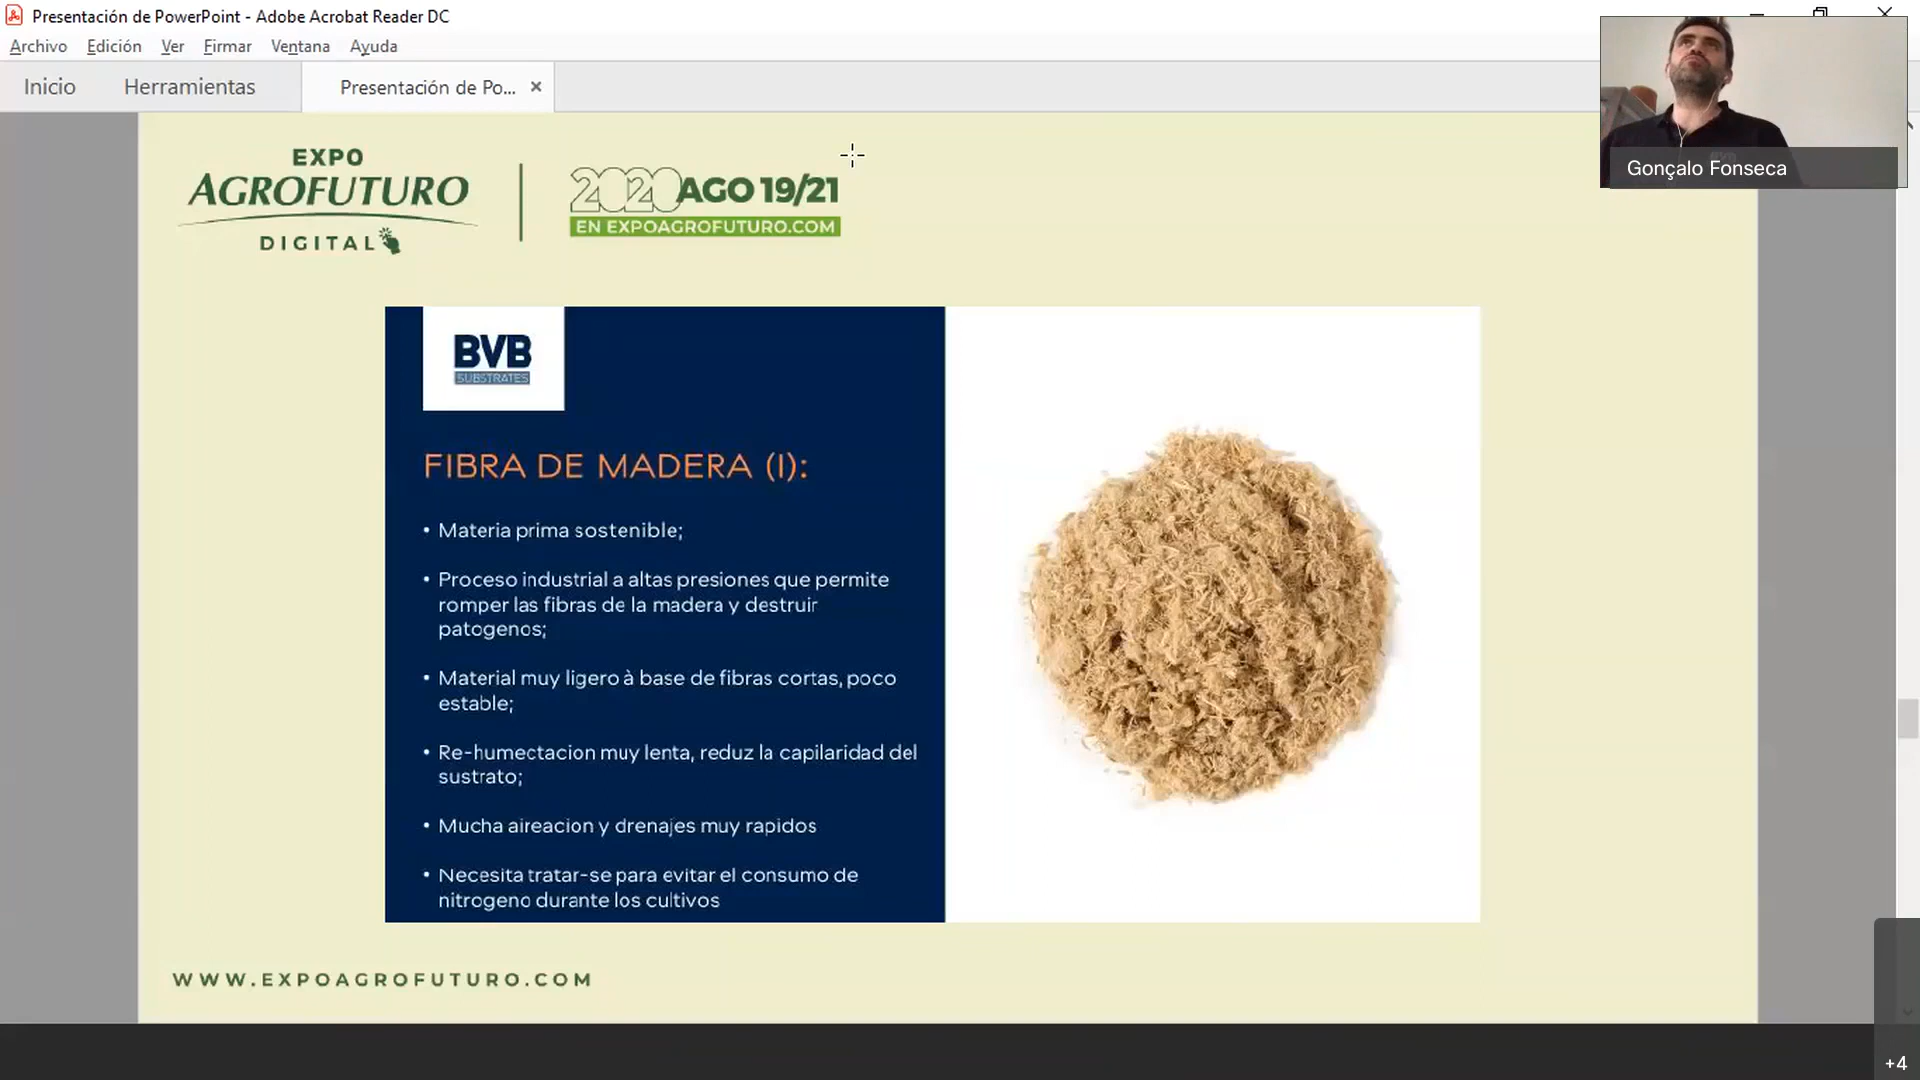 Presentación de PowerPoint - Adobe Acrobat Reader DC
Archivo Edición Ver Firmar Ventana Ayuda
Inicio Herramientas Presentación de Po...
Gonçalo Fonseca
EXPO
AGROFUTURO
DIGITAL
2020 AGO 19/21
EN EXPOAGROFUTURO.COM
BVB
SUBSTRATES
FIBRA DE MADERA (I):
• Materia prima sostenible;
• Proceso industrial a altas presiones que permite
romper las fibras de la madera y destruir
patogenos;
• Material muy ligero à base de fibras cortas, poco
estable;
• Re-humectacion muy lenta, reduz la capilaridad del
sustrato;
• Mucha aireacion y drenajes muy rapidos
• Necesita tratar-se para evitar el consumo de
nitrogeno durante los cultivos
WWW.EXPOAGROFUTURO.COM
+4